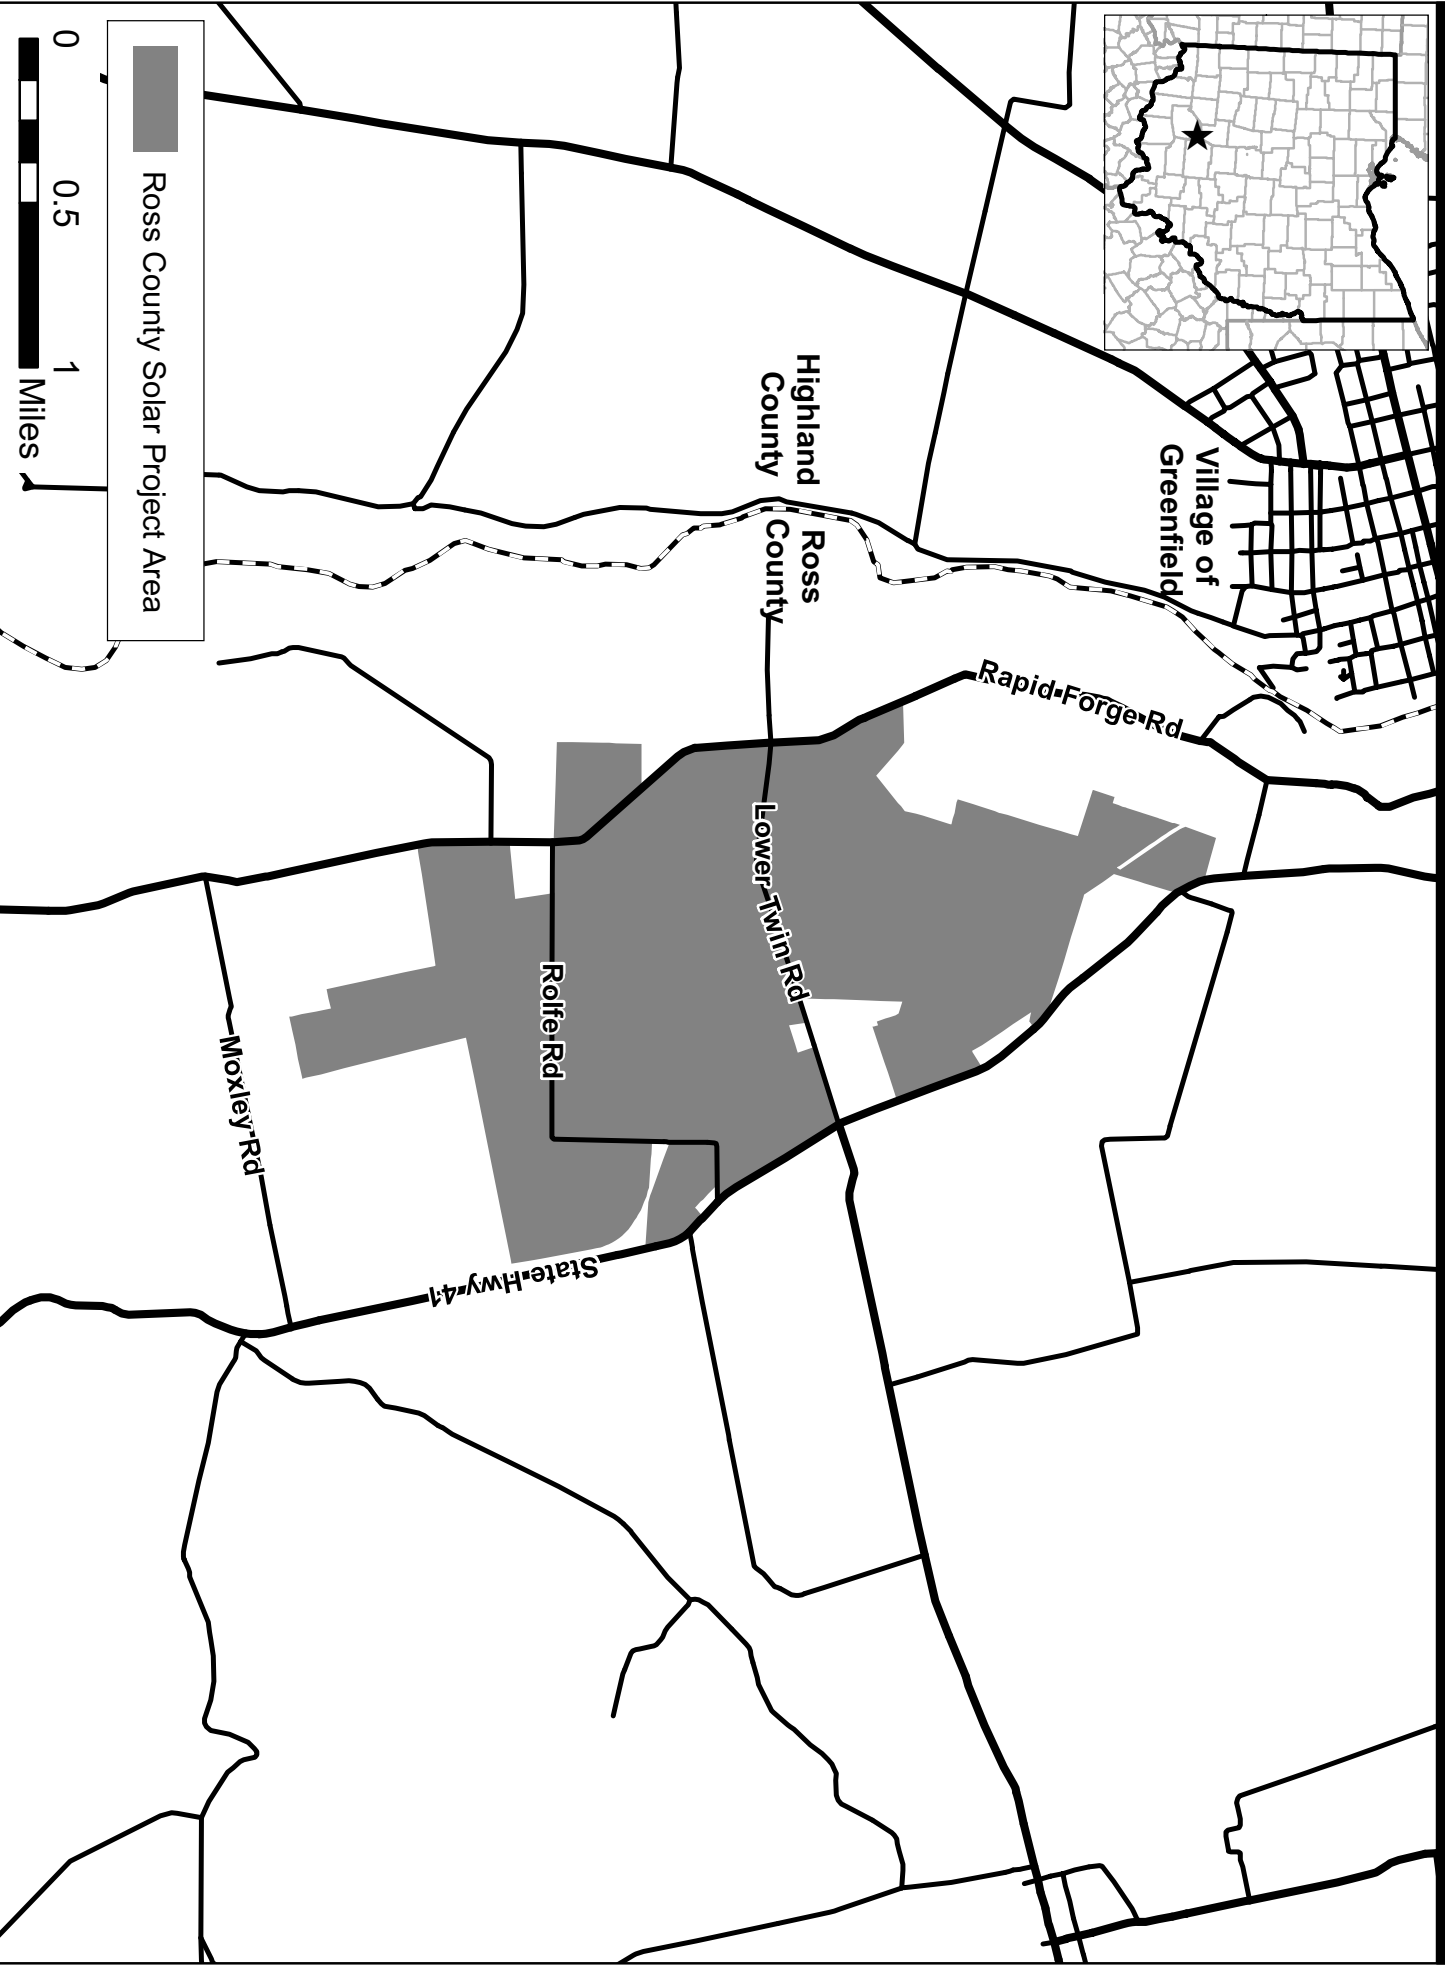 Village of
Greenfield
Rapid Forge Rd
Highland
County
Ross
County
Lower Twin Rd
Rolfe Rd
State Hwy 41
Moxley Rd
Ross County Solar Project Area
0 0.5 1
Miles